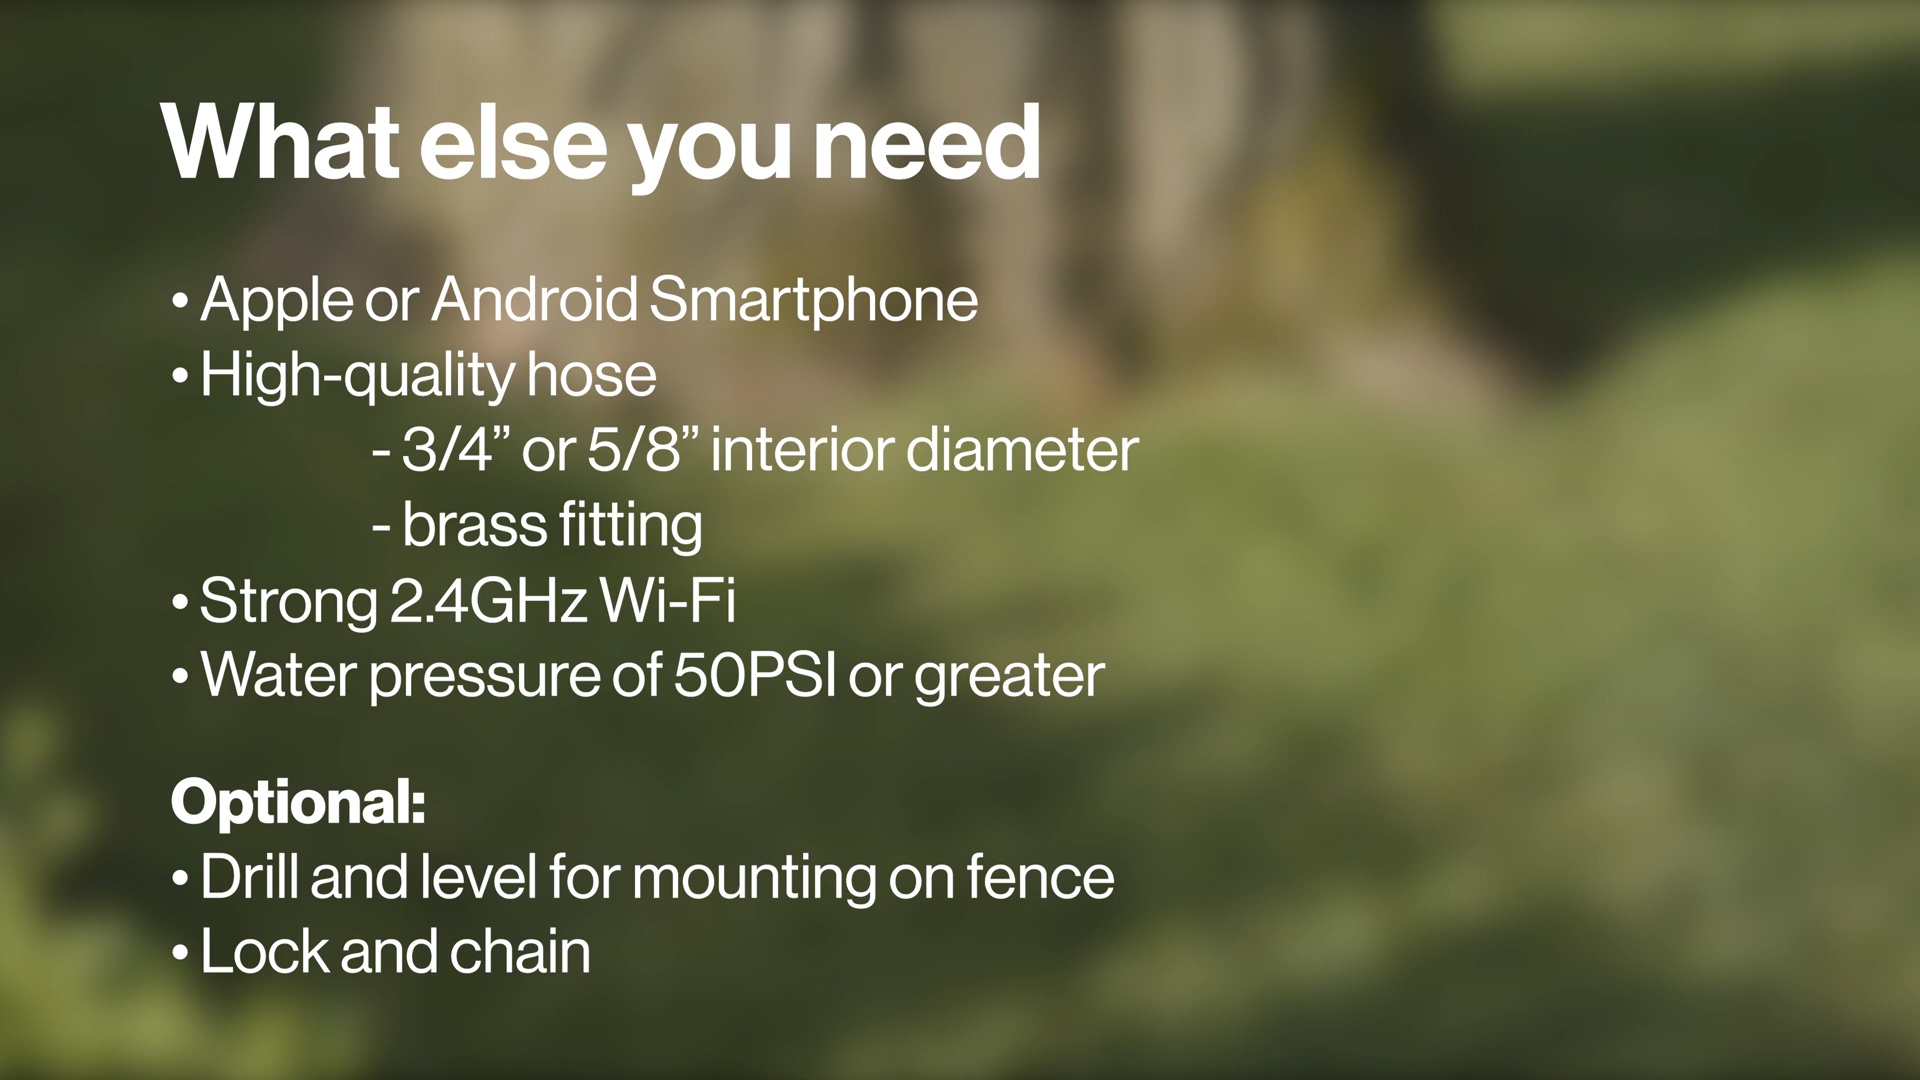 What else you need
• Apple or Android Smartphone
• High-quality hose
- 3/4” or 5/8” interior diameter
- brass fitting
• Strong 2.4GHz Wi-Fi
• Water pressure of 50PSI or greater
Optional:
• Drill and level for mounting on fence
• Lock and chain